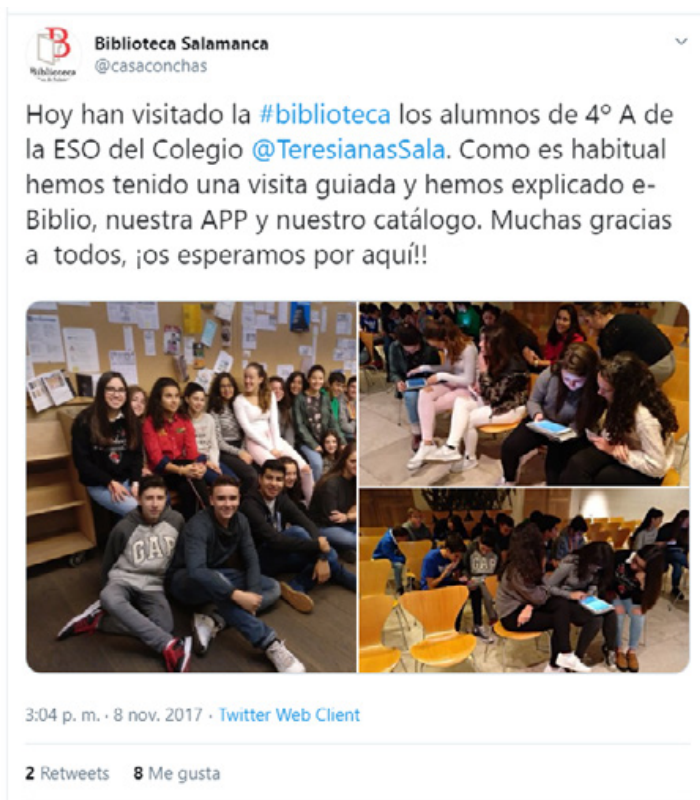 B
Biblioteca
Biblioteca Salamanca
@casaconchas
Hoy han visitado la #biblioteca los alumnos de 4º A de
la ESO del Colegio @TeresianasSala. Como es habitual
hemos tenido una visita guiada y hemos explicado e-
Biblio, nuestra APP y nuestro catálogo. Muchas gracias
a  todos, ¡os esperamos por aquí!!
GAP
GAP
3:04 p. m. · 8 nov. 2017 · Twitter Web Client
2 Retweets 8 Me gusta